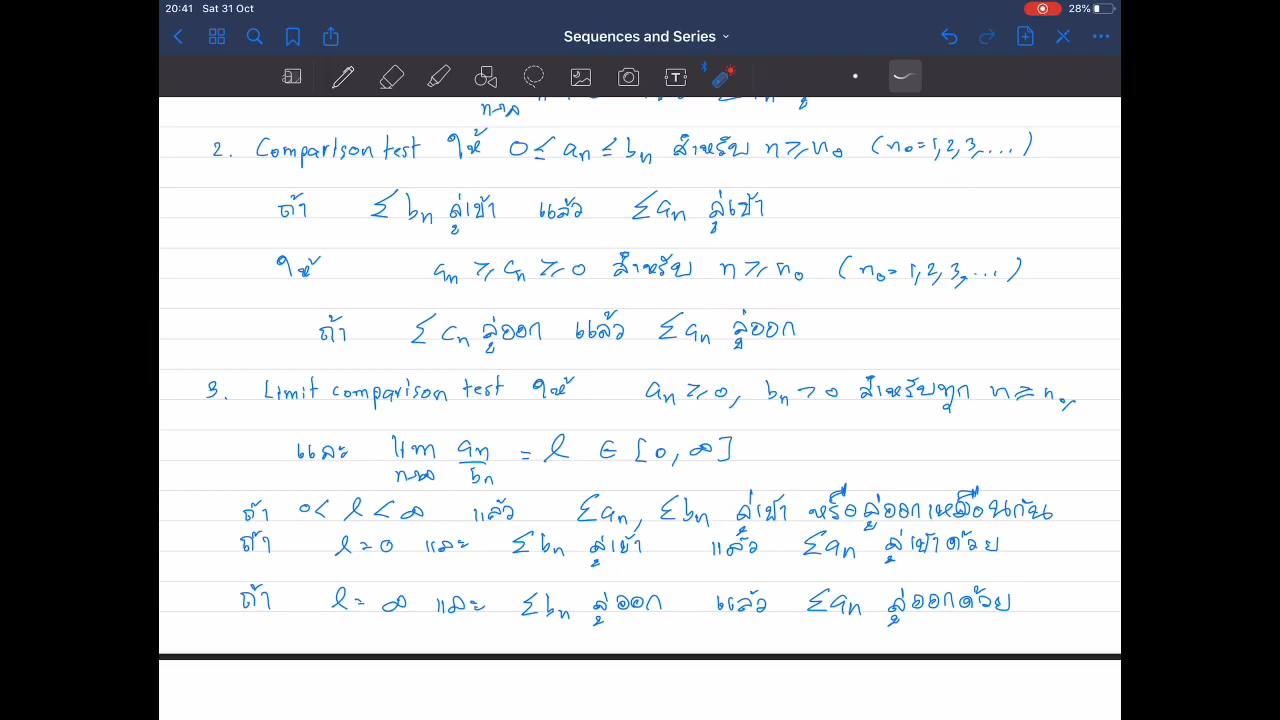 20:41 Sat 31 Oct 28%
Sequences and Series
n→∞
2. Comparison test ให้ 0 ≤ an ≤ bn สำหรับ n ≥ n0 (n0 = 1, 2, 3, ...)
ถ้า Σ bn ลู่เข้า แล้ว Σ an ลู่เข้า
ให้ an ≥ cn ≥ 0 สำหรับ n ≥ n0 (n0 = 1, 2, 3, ...)
ถ้า Σ cn ลู่ออก แล้ว Σ an ลู่ออก
3. Limit comparison test ให้ an ≥ 0, bn > 0 สำหรับทุก n ≥ n0,
และ lim n→∞ an/bn = l ∈ [0, ∞]
ถ้า 0 < l < ∞ แล้ว Σ an, Σ bn ลู่เข้า หรือลู่ออกเหมือนกัน
ถ้า l = 0 และ Σ bn ลู่เข้า แล้ว Σ an ลู่เข้าด้วย
ถ้า l = ∞ และ Σ bn ลู่ออก แล้ว Σ an ลู่ออกด้วย